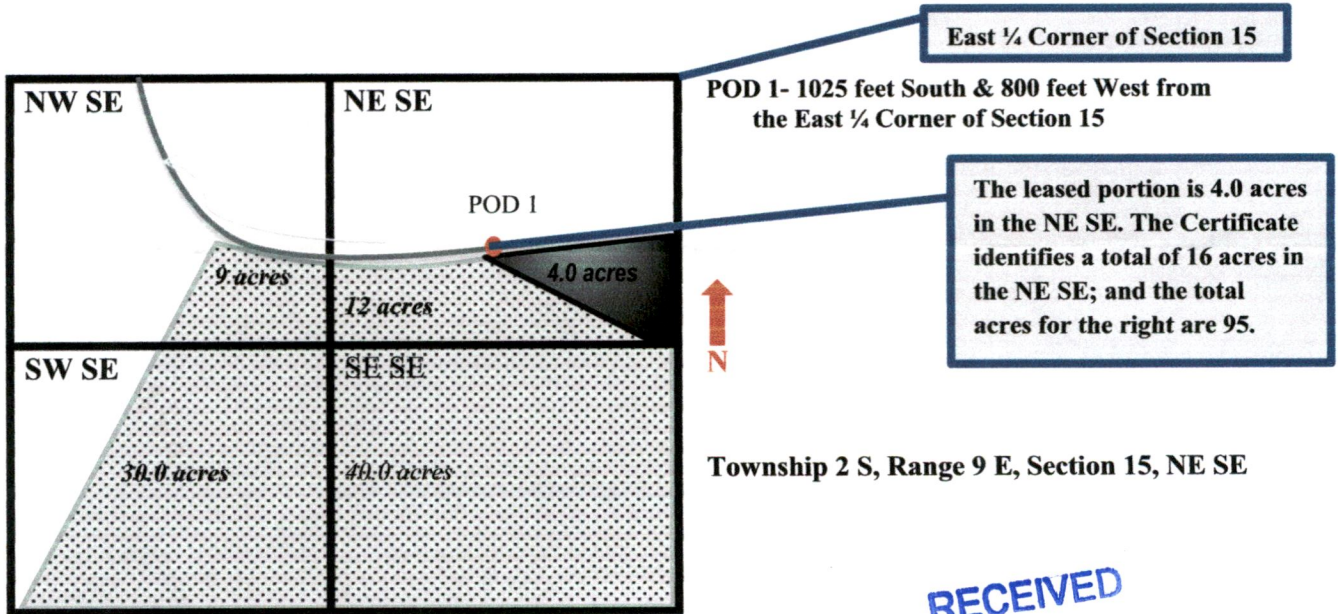 East ¼ Corner of Section 15
NW SE
NE SE
POD 1- 1025 feet South & 800 feet West from
the East ¼ Corner of Section 15
POD 1
The leased portion is 4.0 acres
in the NE SE. The Certificate
identifies a total of 16 acres in
the NE SE; and the total
acres for the right are 95.
9 acres
12 acres
4.0 acres
N
SW SE
SE SE
30.0 acres
40.0 acres
Township 2 S, Range 9 E, Section 15, NE SE
RECEIVED